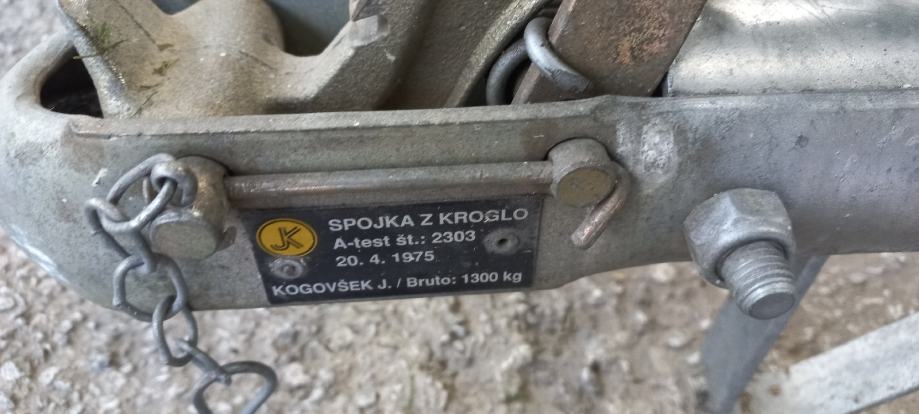 JK
SPOJKA Z KROGLO
A-test št.: 2303
20. 4. 1975
KOGOVŠEK J. / Bruto: 1300 kg